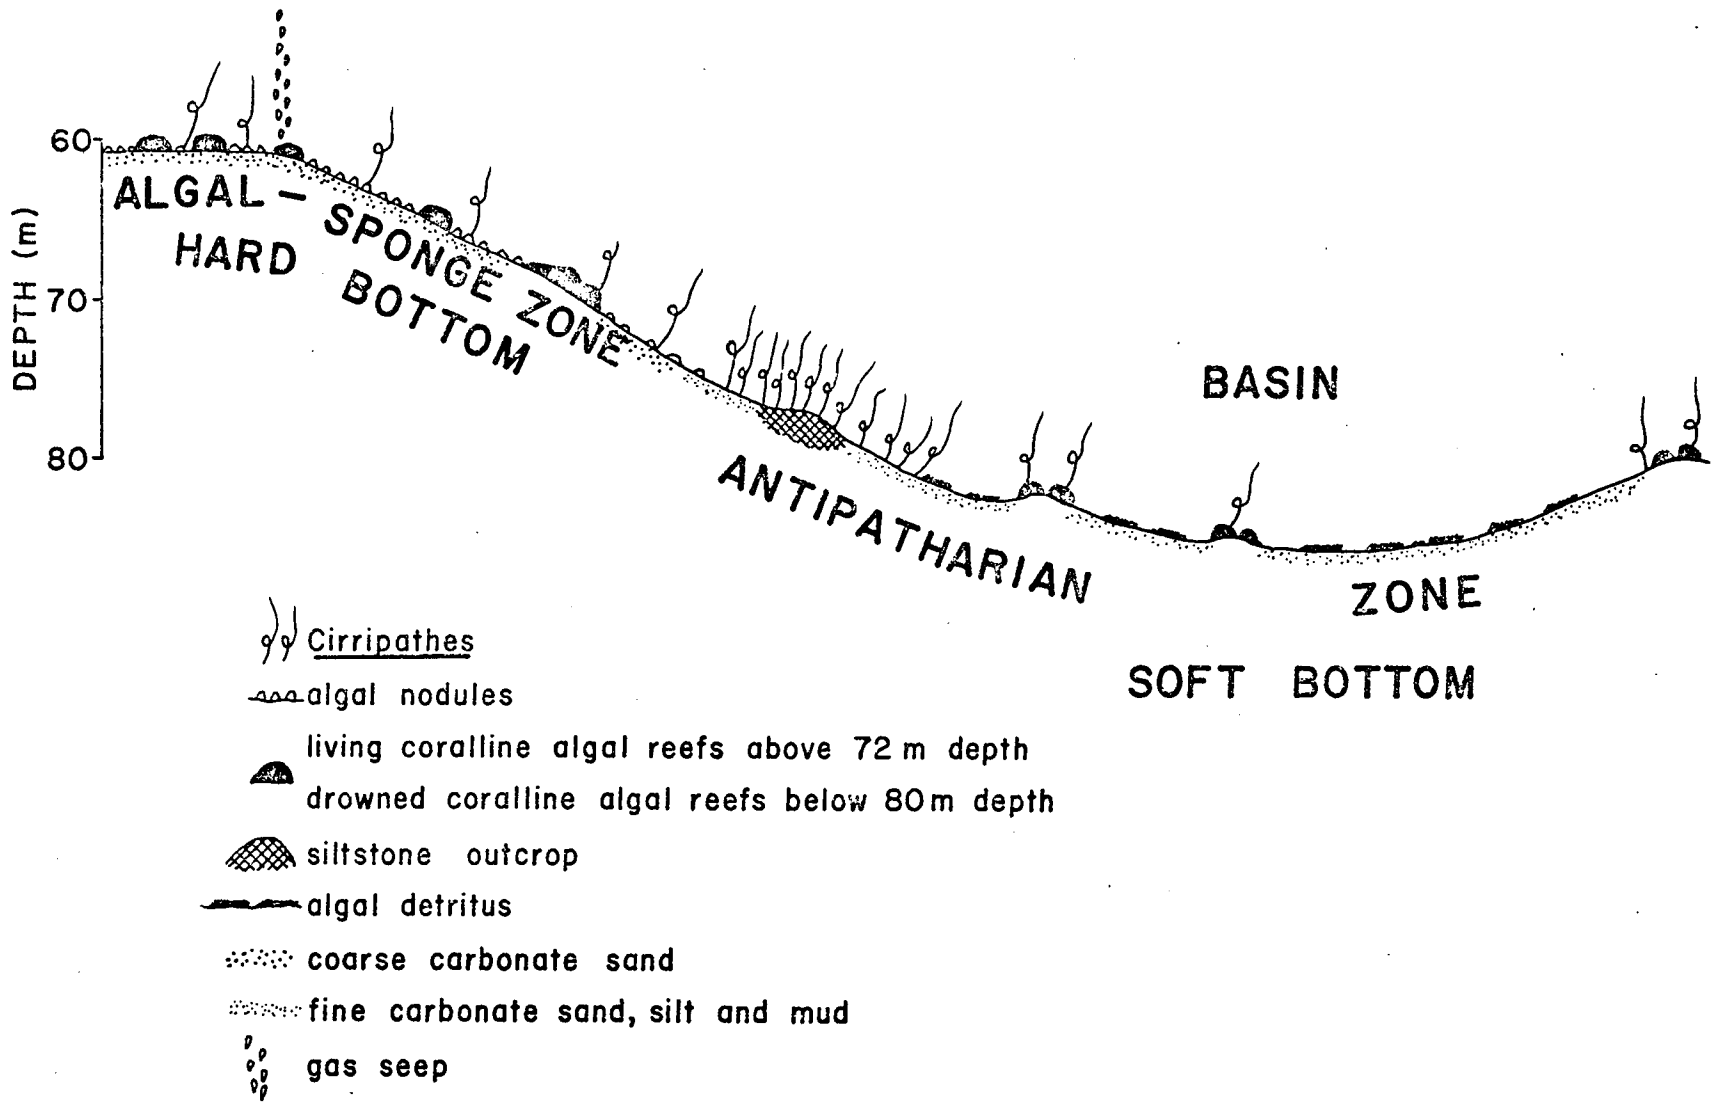 60
70
80
DEPTH (m)
ALGAL - SPONGE ZONE
HARD BOTTOM
BASIN
ANTIPATHARIAN ZONE
SOFT BOTTOM
Cirripathes
algal nodules
living coralline algal reefs above 72 m depth
drowned coralline algal reefs below 80 m depth
siltstone outcrop
algal detritus
coarse carbonate sand
fine carbonate sand, silt and mud
gas seep